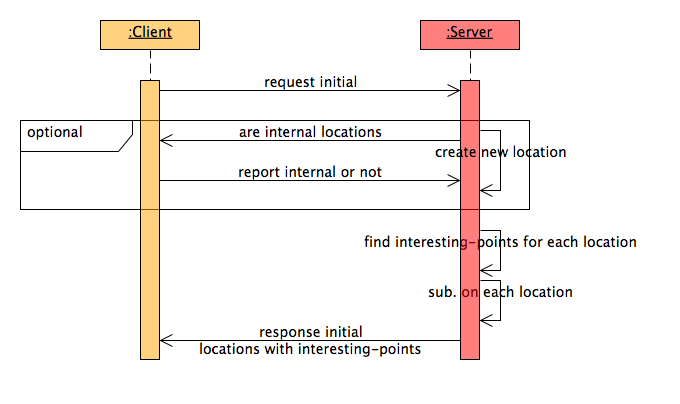 :Client
:Server
request initial
optional
are internal locations
create new location
report internal or not
find interesting-points for each location
sub. on each location
response initial
locations with interesting-points